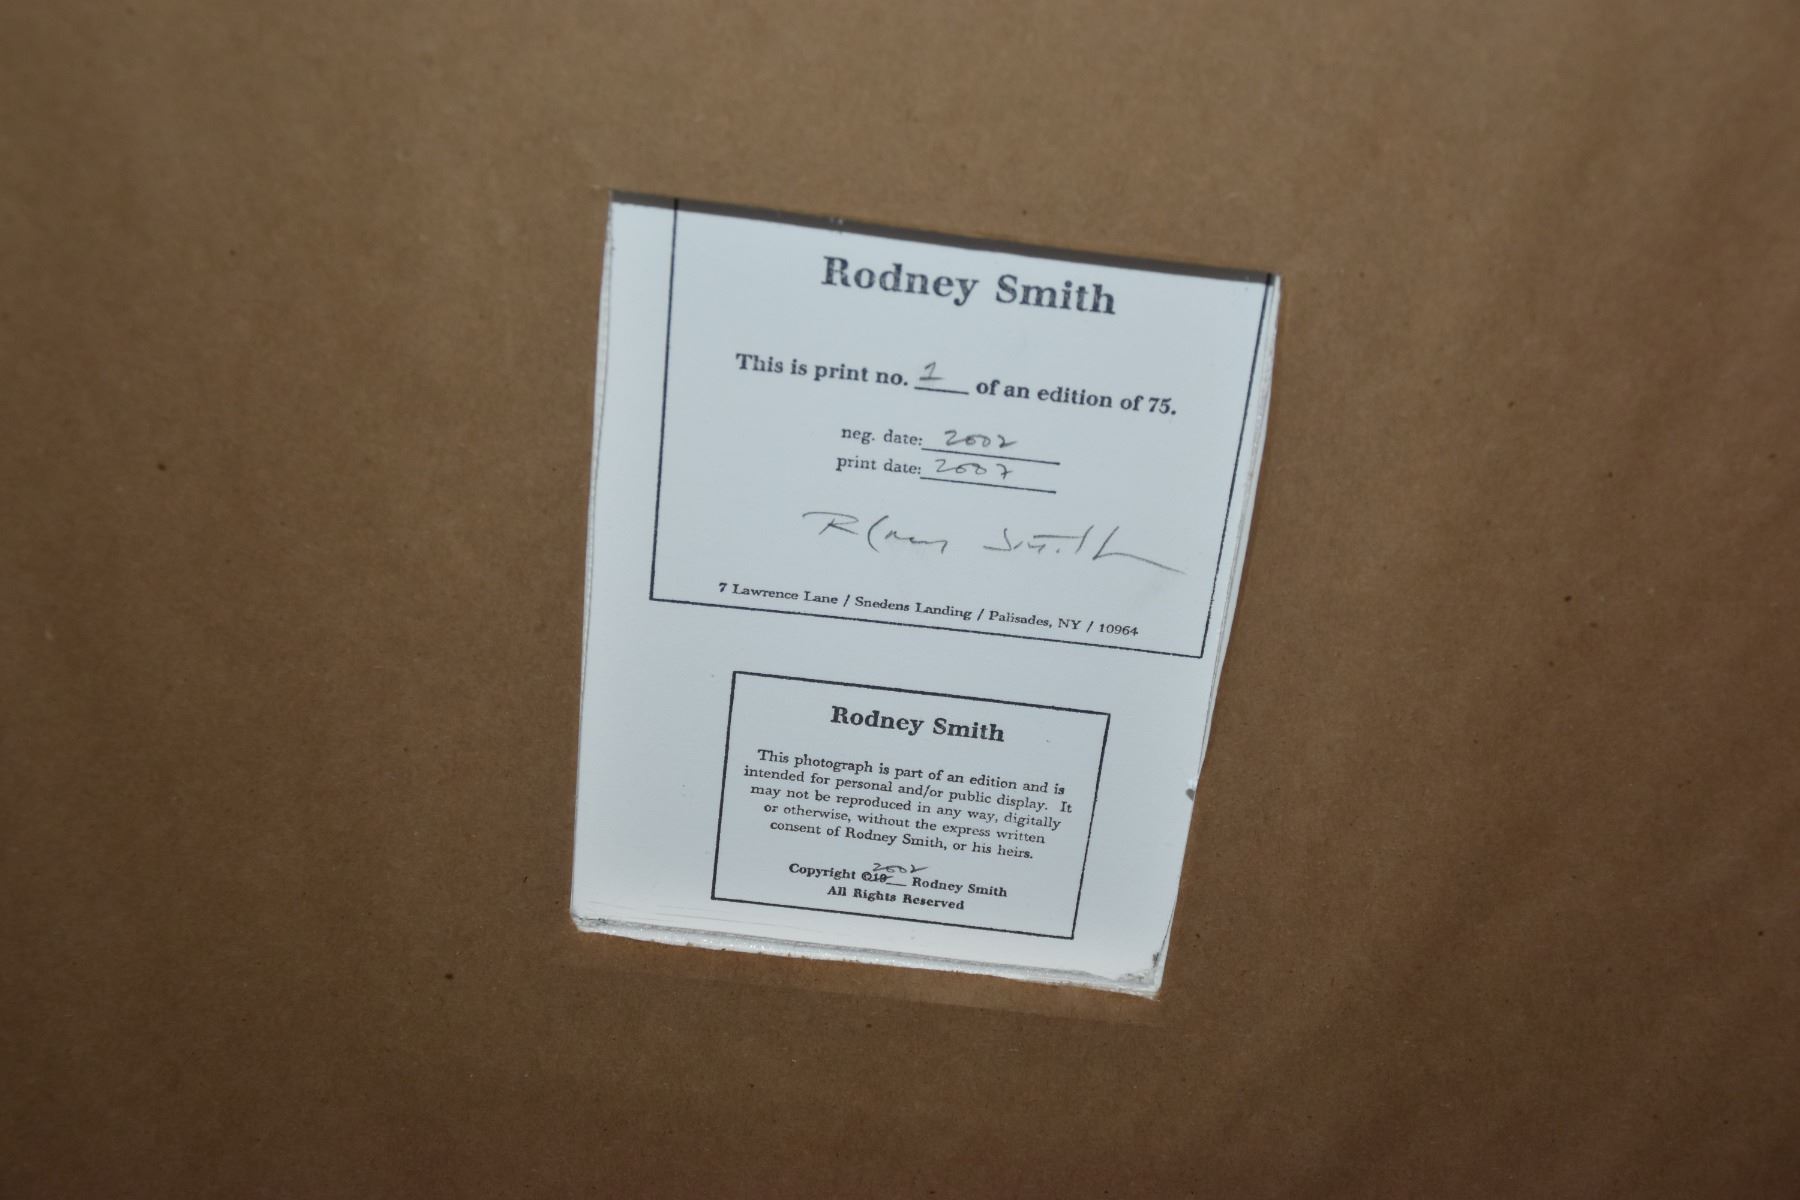 Rodney Smith
This is print no. 1 of an edition of 75.
neg. date: 2002
print date: 2007
Rodney Smith
7 Lawrence Lane / Snedens Landing / Palisades, NY / 10964
Rodney Smith
This photograph is part of an edition and is
intended for personal and/or public display. It
may not be reproduced in any way, digitally
or otherwise, without the express written
consent of Rodney Smith, or his heirs.
Copyright ©19 2002 Rodney Smith
All Rights Reserved